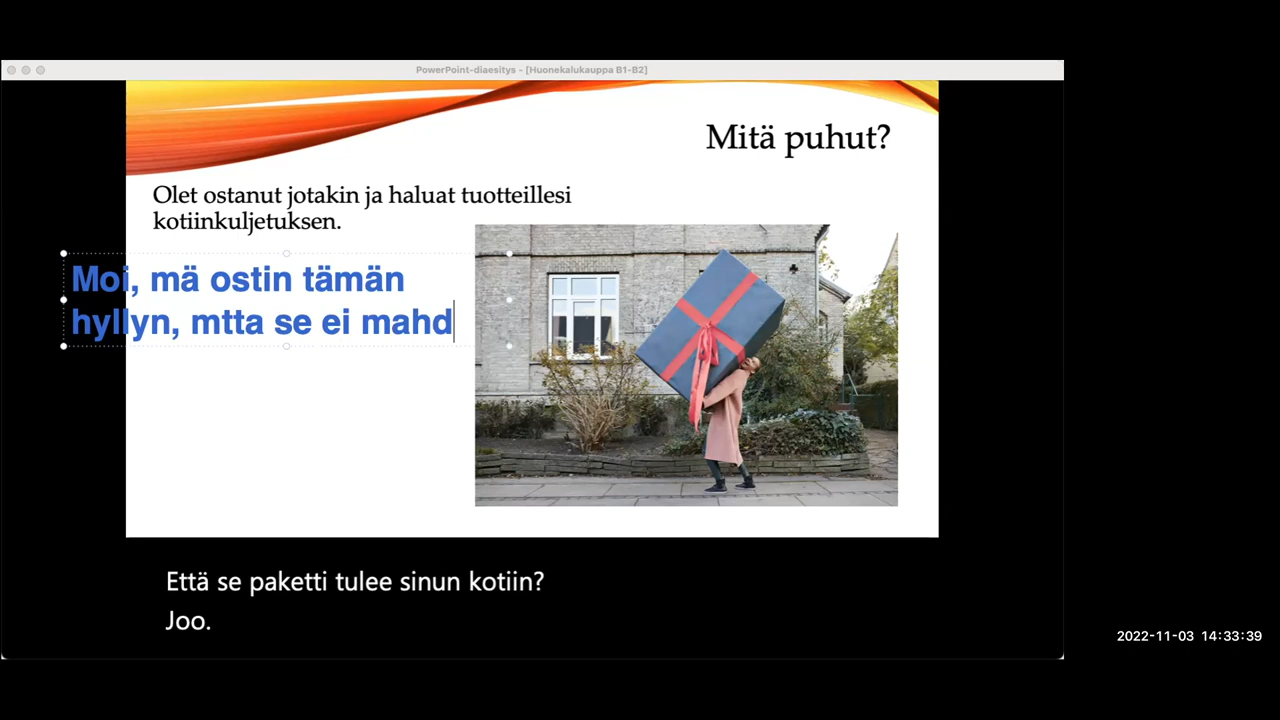 PowerPoint-diaesitys - [Huonekalukauppa B1-B2]
Mitä puhut?
Olet ostanut jotakin ja haluat tuotteillesi
kotiinkuljetuksen.
Moi, mä ostin tämän
hyllyn, mtta se ei mahd
Että se paketti tulee sinun kotiin?
Joo.
2022-11-03 14:33:39